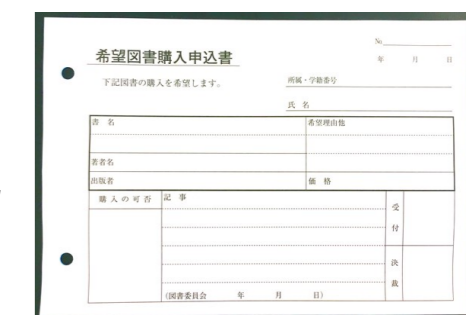 No
希望図書購入申込書
年 月 日
下記図書の購入を希望します。
所属・学籍番号
氏 名
書 名 希望理由他
著者名
出版者 価 格
購入の可否 記 事 受付
決裁
(図書委員会 年 月 日)